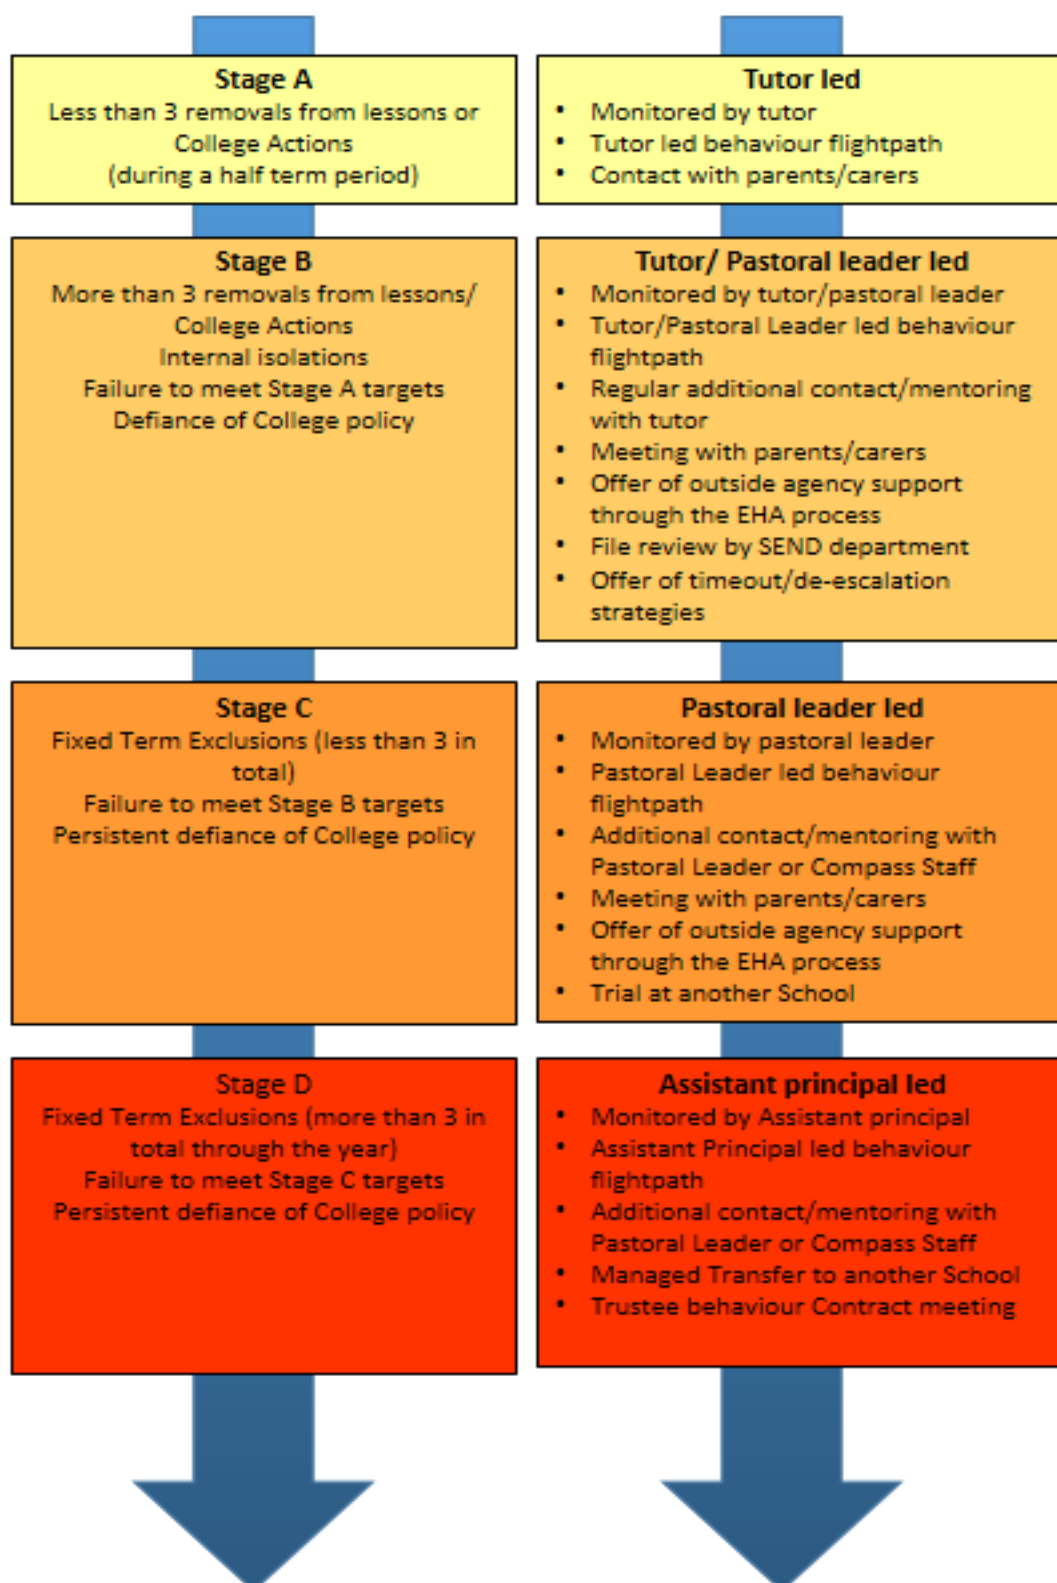 Stage A
Less than 3 removals from lessons or
College Actions
(during a half term period)
Tutor led
• Monitored by tutor
• Tutor led behaviour flightpath
• Contact with parents/carers
Stage B
More than 3 removals from lessons/
College Actions
Internal isolations
Failure to meet Stage A targets
Defiance of College policy
Tutor/ Pastoral leader led
• Monitored by tutor/pastoral leader
• Tutor/Pastoral Leader led behaviour
flightpath
• Regular additional contact/mentoring
with tutor
• Meeting with parents/carers
• Offer of outside agency support
through the EHA process
• File review by SEND department
• Offer of timeout/de-escalation
strategies
Stage C
Fixed Term Exclusions (less than 3 in
total)
Failure to meet Stage B targets
Persistent defiance of College policy
Pastoral leader led
• Monitored by pastoral leader
• Pastoral Leader led behaviour
flightpath
• Additional contact/mentoring with
Pastoral Leader or Compass Staff
• Meeting with parents/carers
• Offer of outside agency support
through the EHA process
• Trial at another School
Stage D
Fixed Term Exclusions (more than 3 in
total through the year)
Failure to meet Stage C targets
Persistent defiance of College policy
Assistant principal led
• Monitored by Assistant principal
• Assistant Principal led behaviour
flightpath
• Additional contact/mentoring with
Pastoral Leader or Compass Staff
• Managed Transfer to another School
• Trustee behaviour Contract meeting